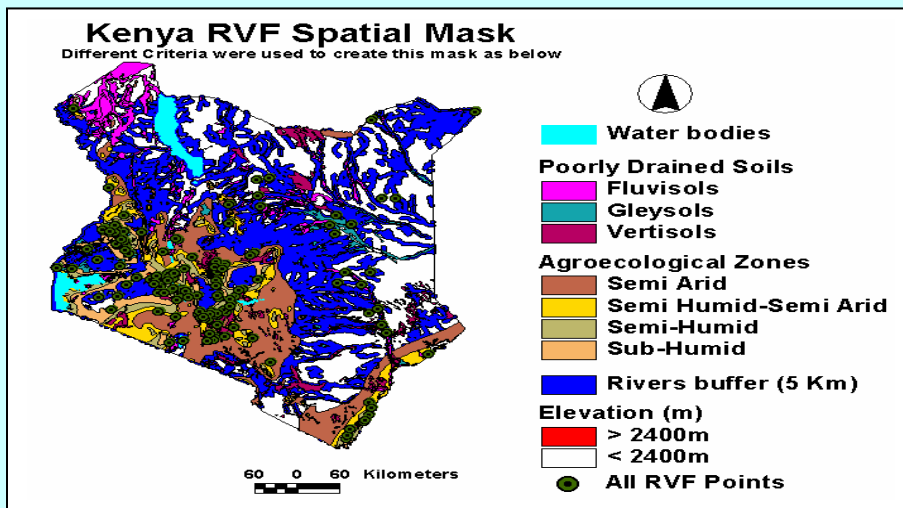 Kenya RVF Spatial Mask
Different Criteria were used to create this mask as below
Water bodies
Poorly Drained Soils
Fluvisols
Gleysols
Vertisols
Agroecological Zones
Semi Arid
Semi Humid-Semi Arid
Semi-Humid
Sub-Humid
Rivers buffer (5 Km)
Elevation (m)
> 2400m
< 2400m
All RVF Points
60 0 60 Kilometers